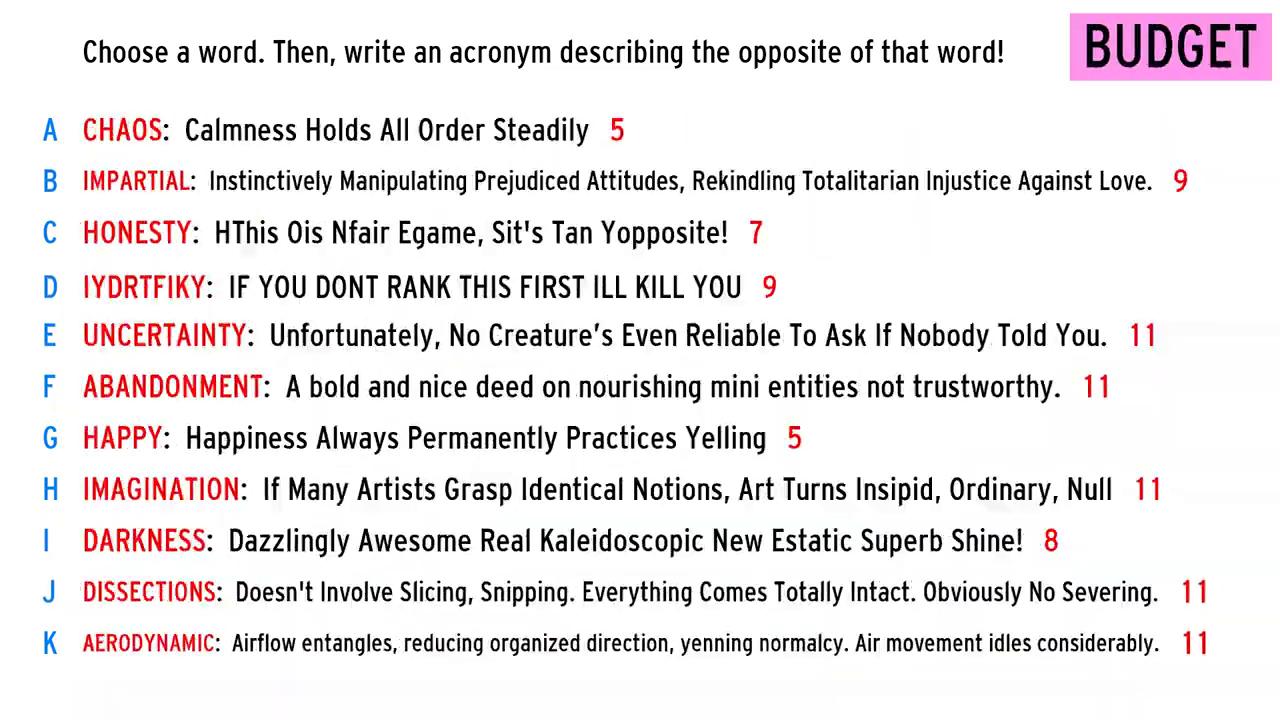 Choose a word. Then, write an acronym describing the opposite of that word!
BUDGET
A CHAOS: Calmness Holds All Order Steadily 5
B IMPARTIAL: Instinctively Manipulating Prejudiced Attitudes, Rekindling Totalitarian Injustice Against Love. 9
C HONESTY: HThis Ois Nfair Egame, Sit's Tan Yopposite! 7
D IYDRTFIKY: IF YOU DONT RANK THIS FIRST ILL KILL YOU 9
E UNCERTAINTY: Unfortunately, No Creature’s Even Reliable To Ask If Nobody Told You. 11
F ABANDONMENT: A bold and nice deed on nourishing mini entities not trustworthy. 11
G HAPPY: Happiness Always Permanently Practices Yelling 5
H IMAGINATION: If Many Artists Grasp Identical Notions, Art Turns Insipid, Ordinary, Null 11
I DARKNESS: Dazzlingly Awesome Real Kaleidoscopic New Estatic Superb Shine! 8
J DISSECTIONS: Doesn't Involve Slicing, Snipping. Everything Comes Totally Intact. Obviously No Severing. 11
K AERODYNAMIC: Airflow entangles, reducing organized direction, yenning normalcy. Air movement idles considerably. 11